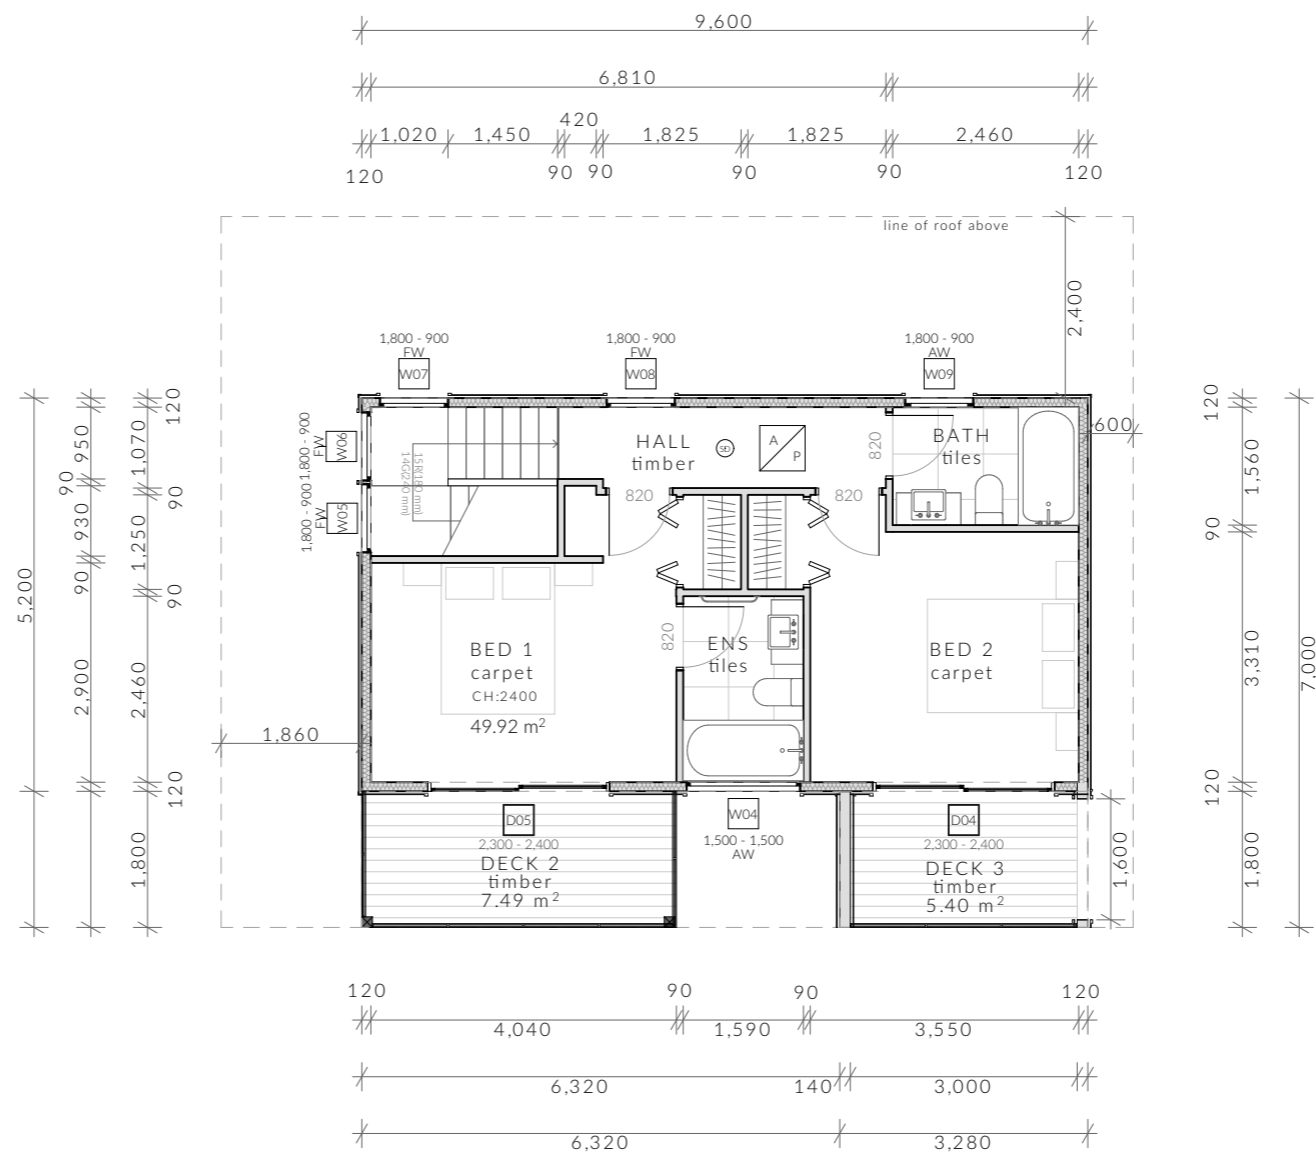 9,600
6,810
420
1,020
1,450
1,825
1,825
2,460
120
90
90
90
90
120
line of roof above
2,400
1,800 - 900
FW
W07
1,800 - 900
FW
W08
1,800 - 900
AW
W09
600
5,200
950
90
930
90
2,900
1,070
1,250
2,460
1,800
120
90
90
120
1,800 - 900
FW
W06
1,800 - 900
FW
W05
15R(180 mm)
14G(240 mm)
HALL
timber
SD
A
P
820
BATH
tiles
820
820
120
1,560
90
3,310
120
1,800
7,000
BED 1
carpet
CH:2400
49.92 m²
820
ENS
tiles
BED 2
carpet
1,860
D05
2,300 - 2,400
DECK 2
timber
7.49 m²
W04
1,500 - 1,500
AW
D04
2,300 - 2,400
DECK 3
timber
5.40 m²
1,600
120
90
90
120
4,040
1,590
3,550
6,320
140
3,000
6,320
3,280